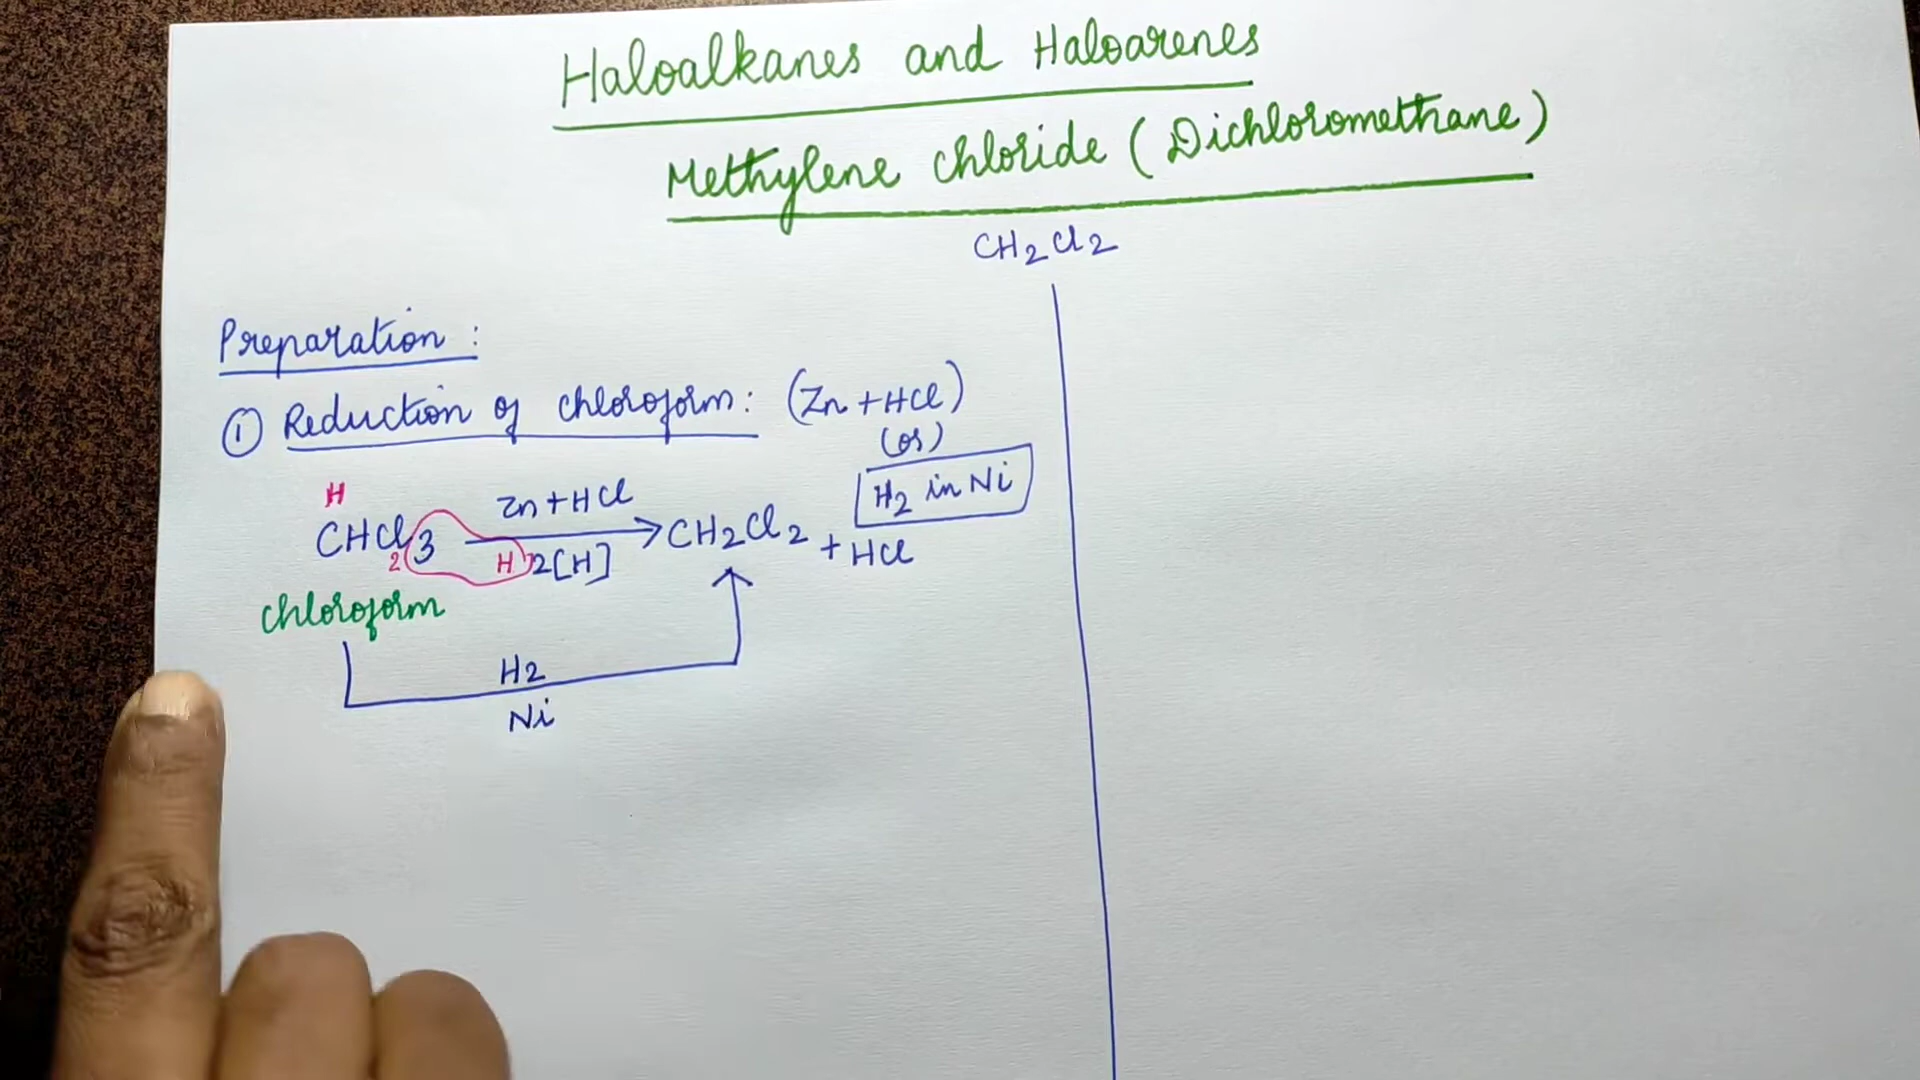 Haloalkanes and Haloarenes
Methylene chloride (Dichloromethane)
CH2Cl2
Preparation :
① Reduction of chloroform: (Zn+HCl)
(or)
H2 in Ni
H
CHCl3 Zn+HCl CH2Cl2 + HCl
2 H 2[H]
chloroform
H2
Ni